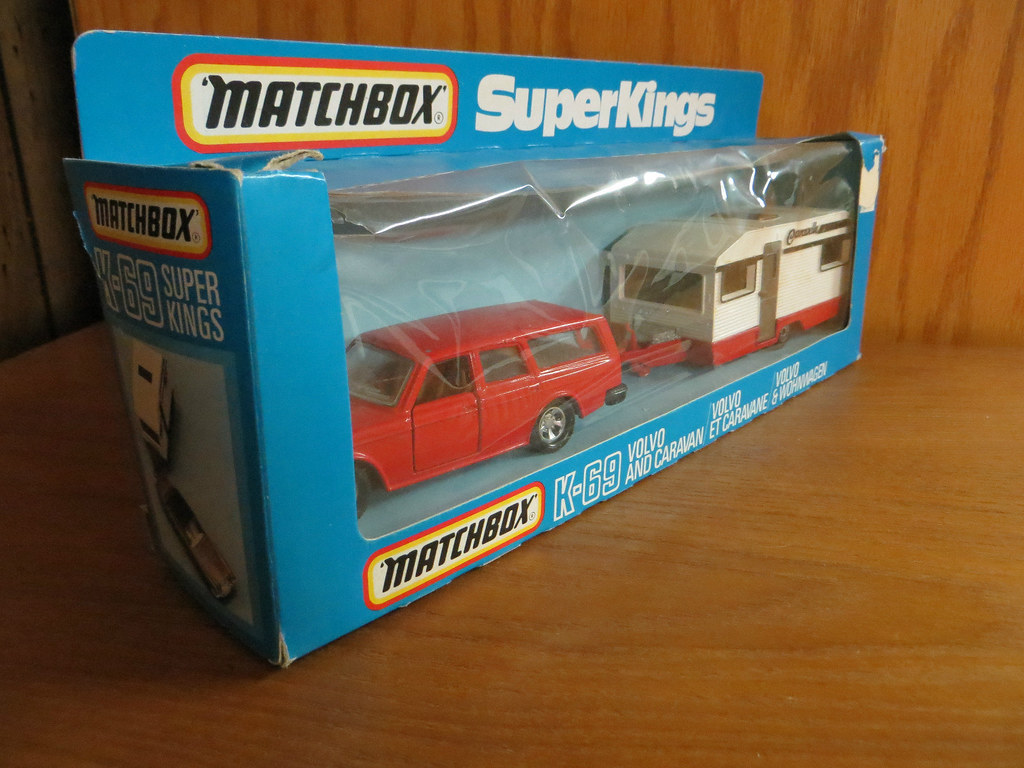 'MATCHBOX'®
SuperKings
'MATCHBOX'®
K-69 SUPER
KINGS
'MATCHBOX'®
K-69 VOLVO
AND CARAVAN
/ VOLVO
ET CARAVANE
/ VOLVO
& WOHNWAGEN